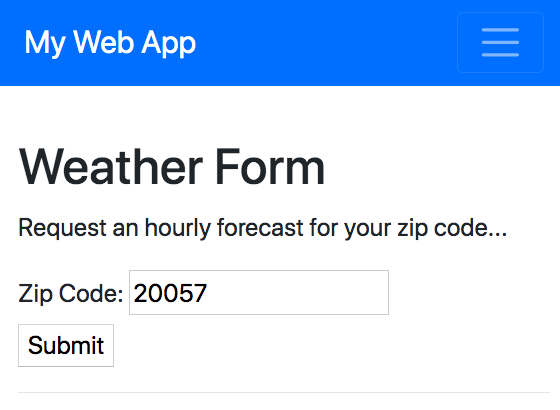 My Web App
Weather Form
Request an hourly forecast for your zip code...
Zip Code: 20057
Submit